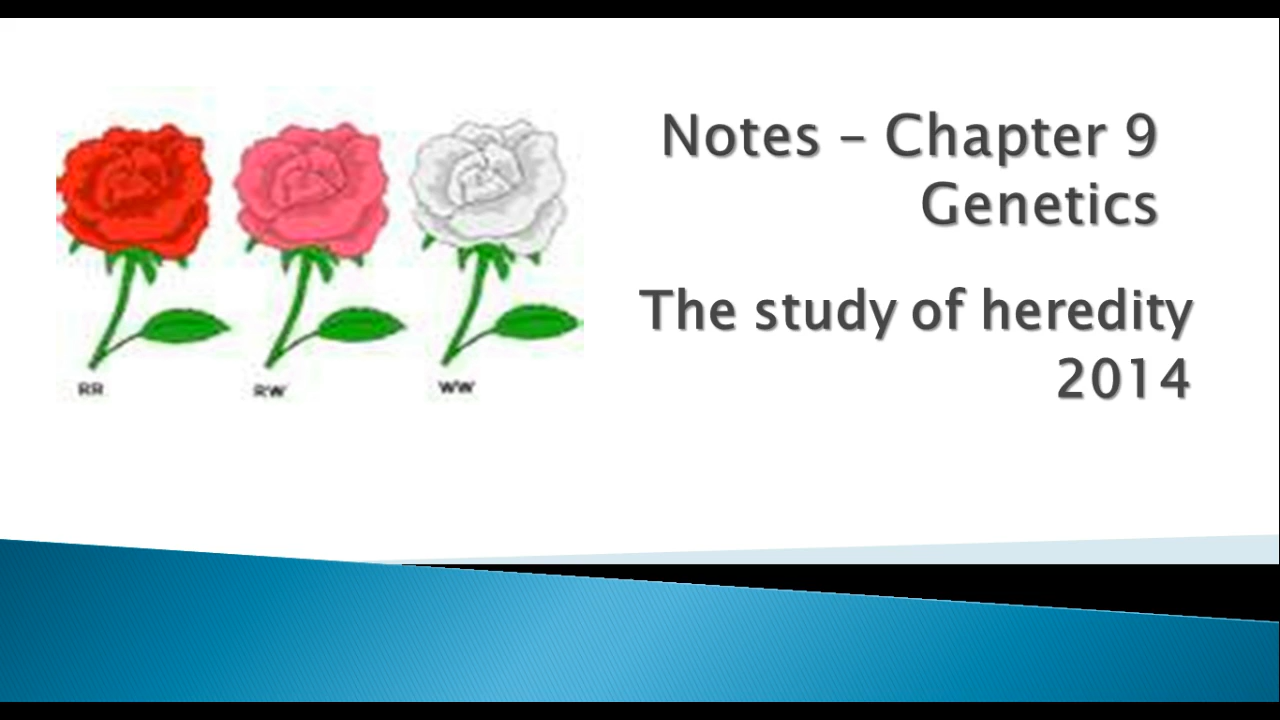 Notes – Chapter 9
Genetics
The study of heredity
2014
RR
RW
WW